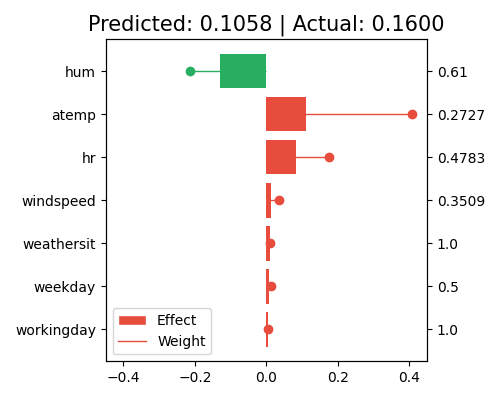 Predicted: 0.1058 | Actual: 0.1600
hum 0.61
atemp 0.2727
hr 0.4783
windspeed 0.3509
weathersit 1.0
weekday 0.5
workingday 1.0
Effect
Weight
−0.4 −0.2 0.0 0.2 0.4